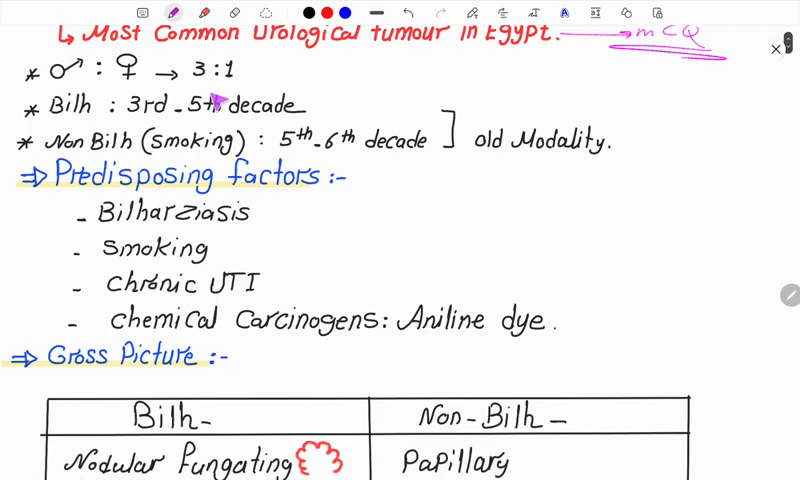 ↳ Most Common Urological tumour in Egypt. → MCQ
* ♂ : ♀ → 3 : 1
* Bilh : 3rd - 5th decade
* Non Bilh (smoking) : 5th - 6th decade ] old Modality.
⇒ Predisposing factors :-
- Bilharziasis
- Smoking
- Chronic UTI
- Chemical Carcinogens: Aniline dye.
⇒ Gross Picture :-
Bilh - Non - Bilh -
Nodular Fungating Papillary